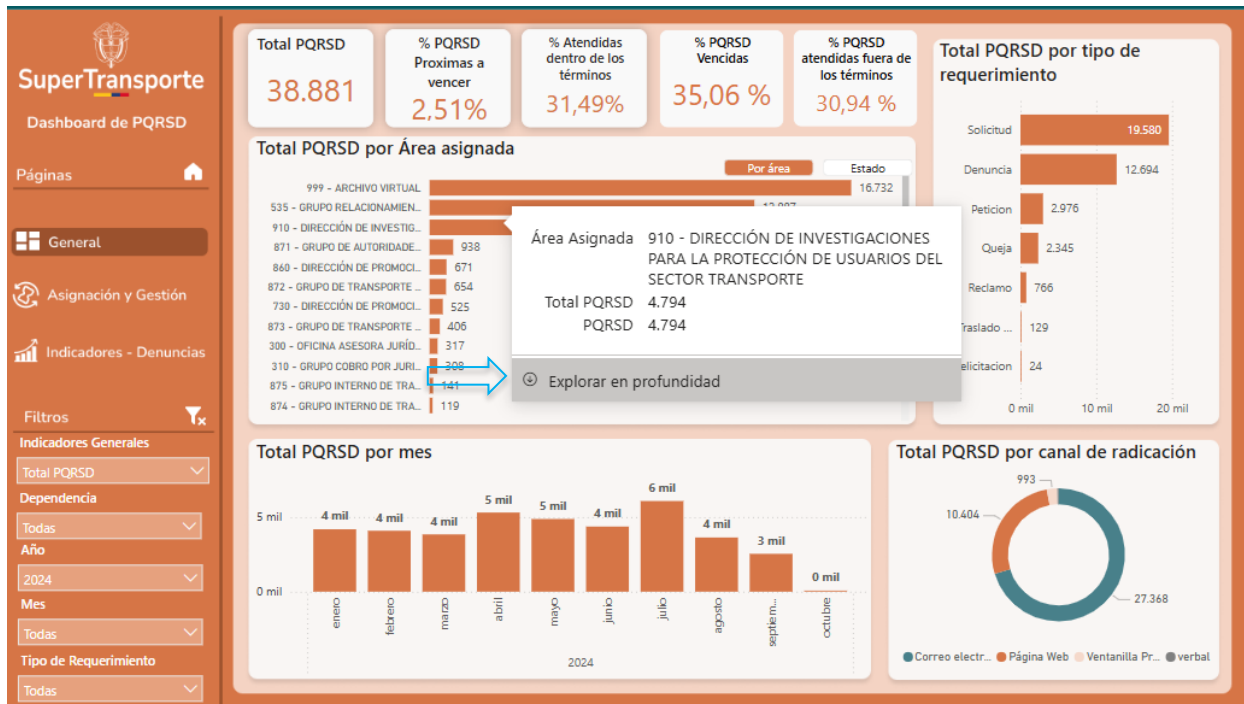 SuperTransporte
Dashboard de PQRSD
Páginas
General
Asignación y Gestión
Indicadores - Denuncias
Filtros
Indicadores Generales
Total PQRSD
Dependencia
Todas
Año
2024
Mes
Todas
Tipo de Requerimiento
Todas
Total PQRSD
38.881
% PQRSD
Proximas a
vencer
2,51%
% Atendidas
dentro de los
términos
31,49%
% PQRSD
Vencidas
35,06 %
% PQRSD
atendidas fuera de
los términos
30,94 %
Total PQRSD por Área asignada
Por área
Estado
999 - ARCHIVO VIRTUAL 16.732
535 - GRUPO RELACIONAMIEN...
910 - DIRECCIÓN DE INVESTIG...
871 - GRUPO DE AUTORIDADE... 938
860 - DIRECCIÓN DE PROMOCI... 671
872 - GRUPO DE TRANSPORTE ... 654
730 - DIRECCIÓN DE PROMOCI... 525
873 - GRUPO DE TRANSPORTE ... 406
300 - OFICINA ASESORA JURÍD... 317
310 - GRUPO COBRO POR JURI... 308
875 - GRUPO INTERNO DE TRA... 141
874 - GRUPO INTERNO DE TRA... 119
Área Asignada 910 - DIRECCIÓN DE INVESTIGACIONES
PARA LA PROTECCIÓN DE USUARIOS DEL
SECTOR TRANSPORTE
Total PQRSD 4.794
PQRSD 4.794
Explorar en profundidad
Total PQRSD por tipo de
requerimiento
Solicitud 19.580
Denuncia 12.694
Peticion 2.976
Queja 2.345
Reclamo 766
Traslado ... 129
elicitacion 24
0 mil 10 mil 20 mil
Total PQRSD por mes
5 mil
0 mil
4 mil
4 mil
4 mil
5 mil
5 mil
4 mil
6 mil
4 mil
3 mil
0 mil
enero
febrero
marzo
abril
mayo
junio
julio
agosto
septiem...
octubre
2024
Total PQRSD por canal de radicación
993
10.404
27.368
Correo electr... Página Web Ventanilla Pr... verbal